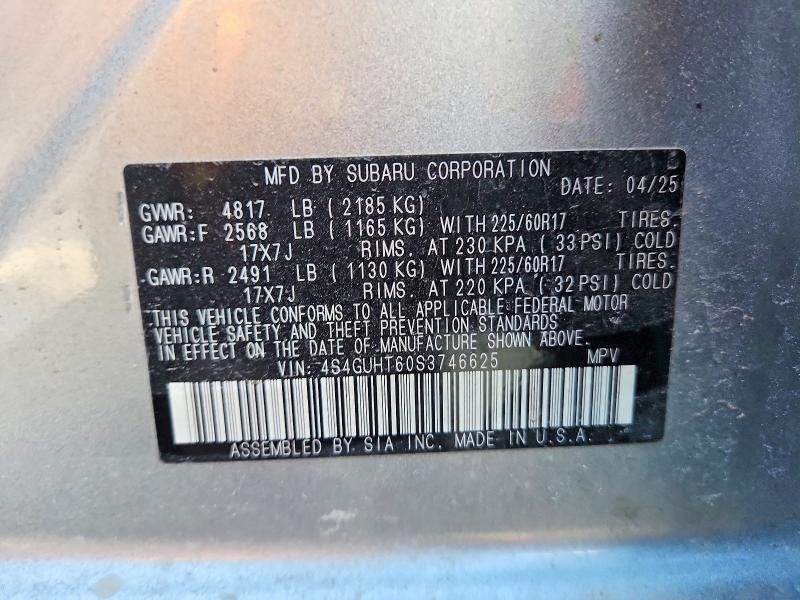 MFD BY SUBARU CORPORATION
DATE: 04/25
GVWR: 4817 LB ( 2185 KG)
GAWR:F 2568 LB ( 1165 KG) WITH 225/60R17 TIRES.
17X7J RIMS. AT 230 KPA ( 33 PSI) COLD
GAWR:R 2491 LB ( 1130 KG) WITH 225/60R17 TIRES.
17X7J RIMS. AT 220 KPA ( 32 PSI) COLD
THIS VEHICLE CONFORMS TO ALL APPLICABLE FEDERAL MOTOR
VEHICLE SAFETY AND THEFT PREVENTION STANDARDS
IN EFFECT ON THE DATE OF MANUFACTURE SHOWN ABOVE.
VIN: 4S4GUHT60S3746625 MPV
ASSEMBLED BY SIA INC. MADE IN U.S.A.